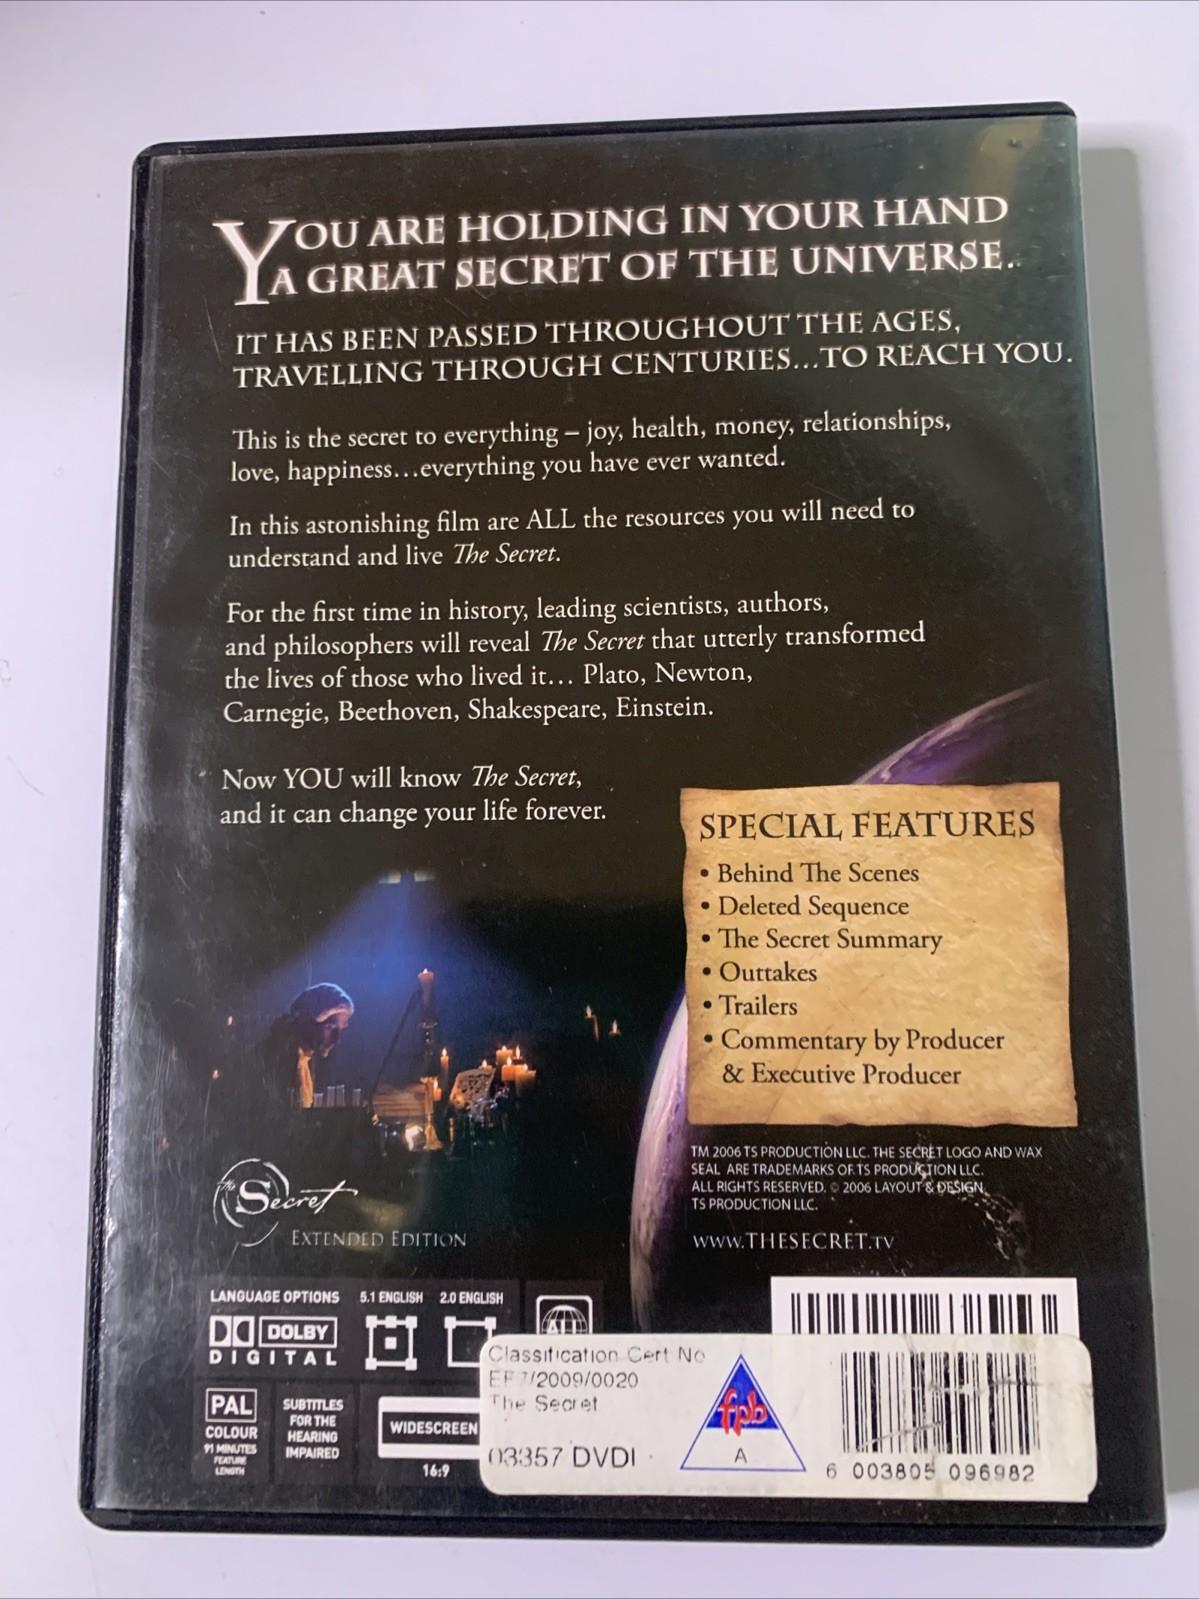 YOU ARE HOLDING IN YOUR HAND
A GREAT SECRET OF THE UNIVERSE..
IT HAS BEEN PASSED THROUGHOUT THE AGES,
TRAVELLING THROUGH CENTURIES...TO REACH YOU.
This is the secret to everything – joy, health, money, relationships,
love, happiness...everything you have ever wanted.
In this astonishing film are ALL the resources you will need to
understand and live The Secret.
For the first time in history, leading scientists, authors,
and philosophers will reveal The Secret that utterly transformed
the lives of those who lived it... Plato, Newton,
Carnegie, Beethoven, Shakespeare, Einstein.
Now YOU will know The Secret,
and it can change your life forever.
SPECIAL FEATURES
• Behind The Scenes
• Deleted Sequence
• The Secret Summary
• Outtakes
• Trailers
• Commentary by Producer
& Executive Producer
TM 2006 TS PRODUCTION LLC. THE SECRET LOGO AND WAX
SEAL ARE TRADEMARKS OF TS PRODUCTION LLC.
ALL RIGHTS RESERVED. © 2006 LAYOUT & DESIGN
TS PRODUCTION LLC.
WWW.THESECRET.TV
the Secret
EXTENDED EDITION
LANGUAGE OPTIONS 5.1 ENGLISH 2.0 ENGLISH
DOLBY
DIGITAL
ALL
PAL
COLOUR
91 MINUTES
FEATURE
LENGTH
SUBTITLES
FOR THE
HEARING
IMPAIRED
WIDESCREEN
16:9
Classification Cert No
/2009/0020
The Secret
03357 DVDI
fpb
A
6 003805 096982